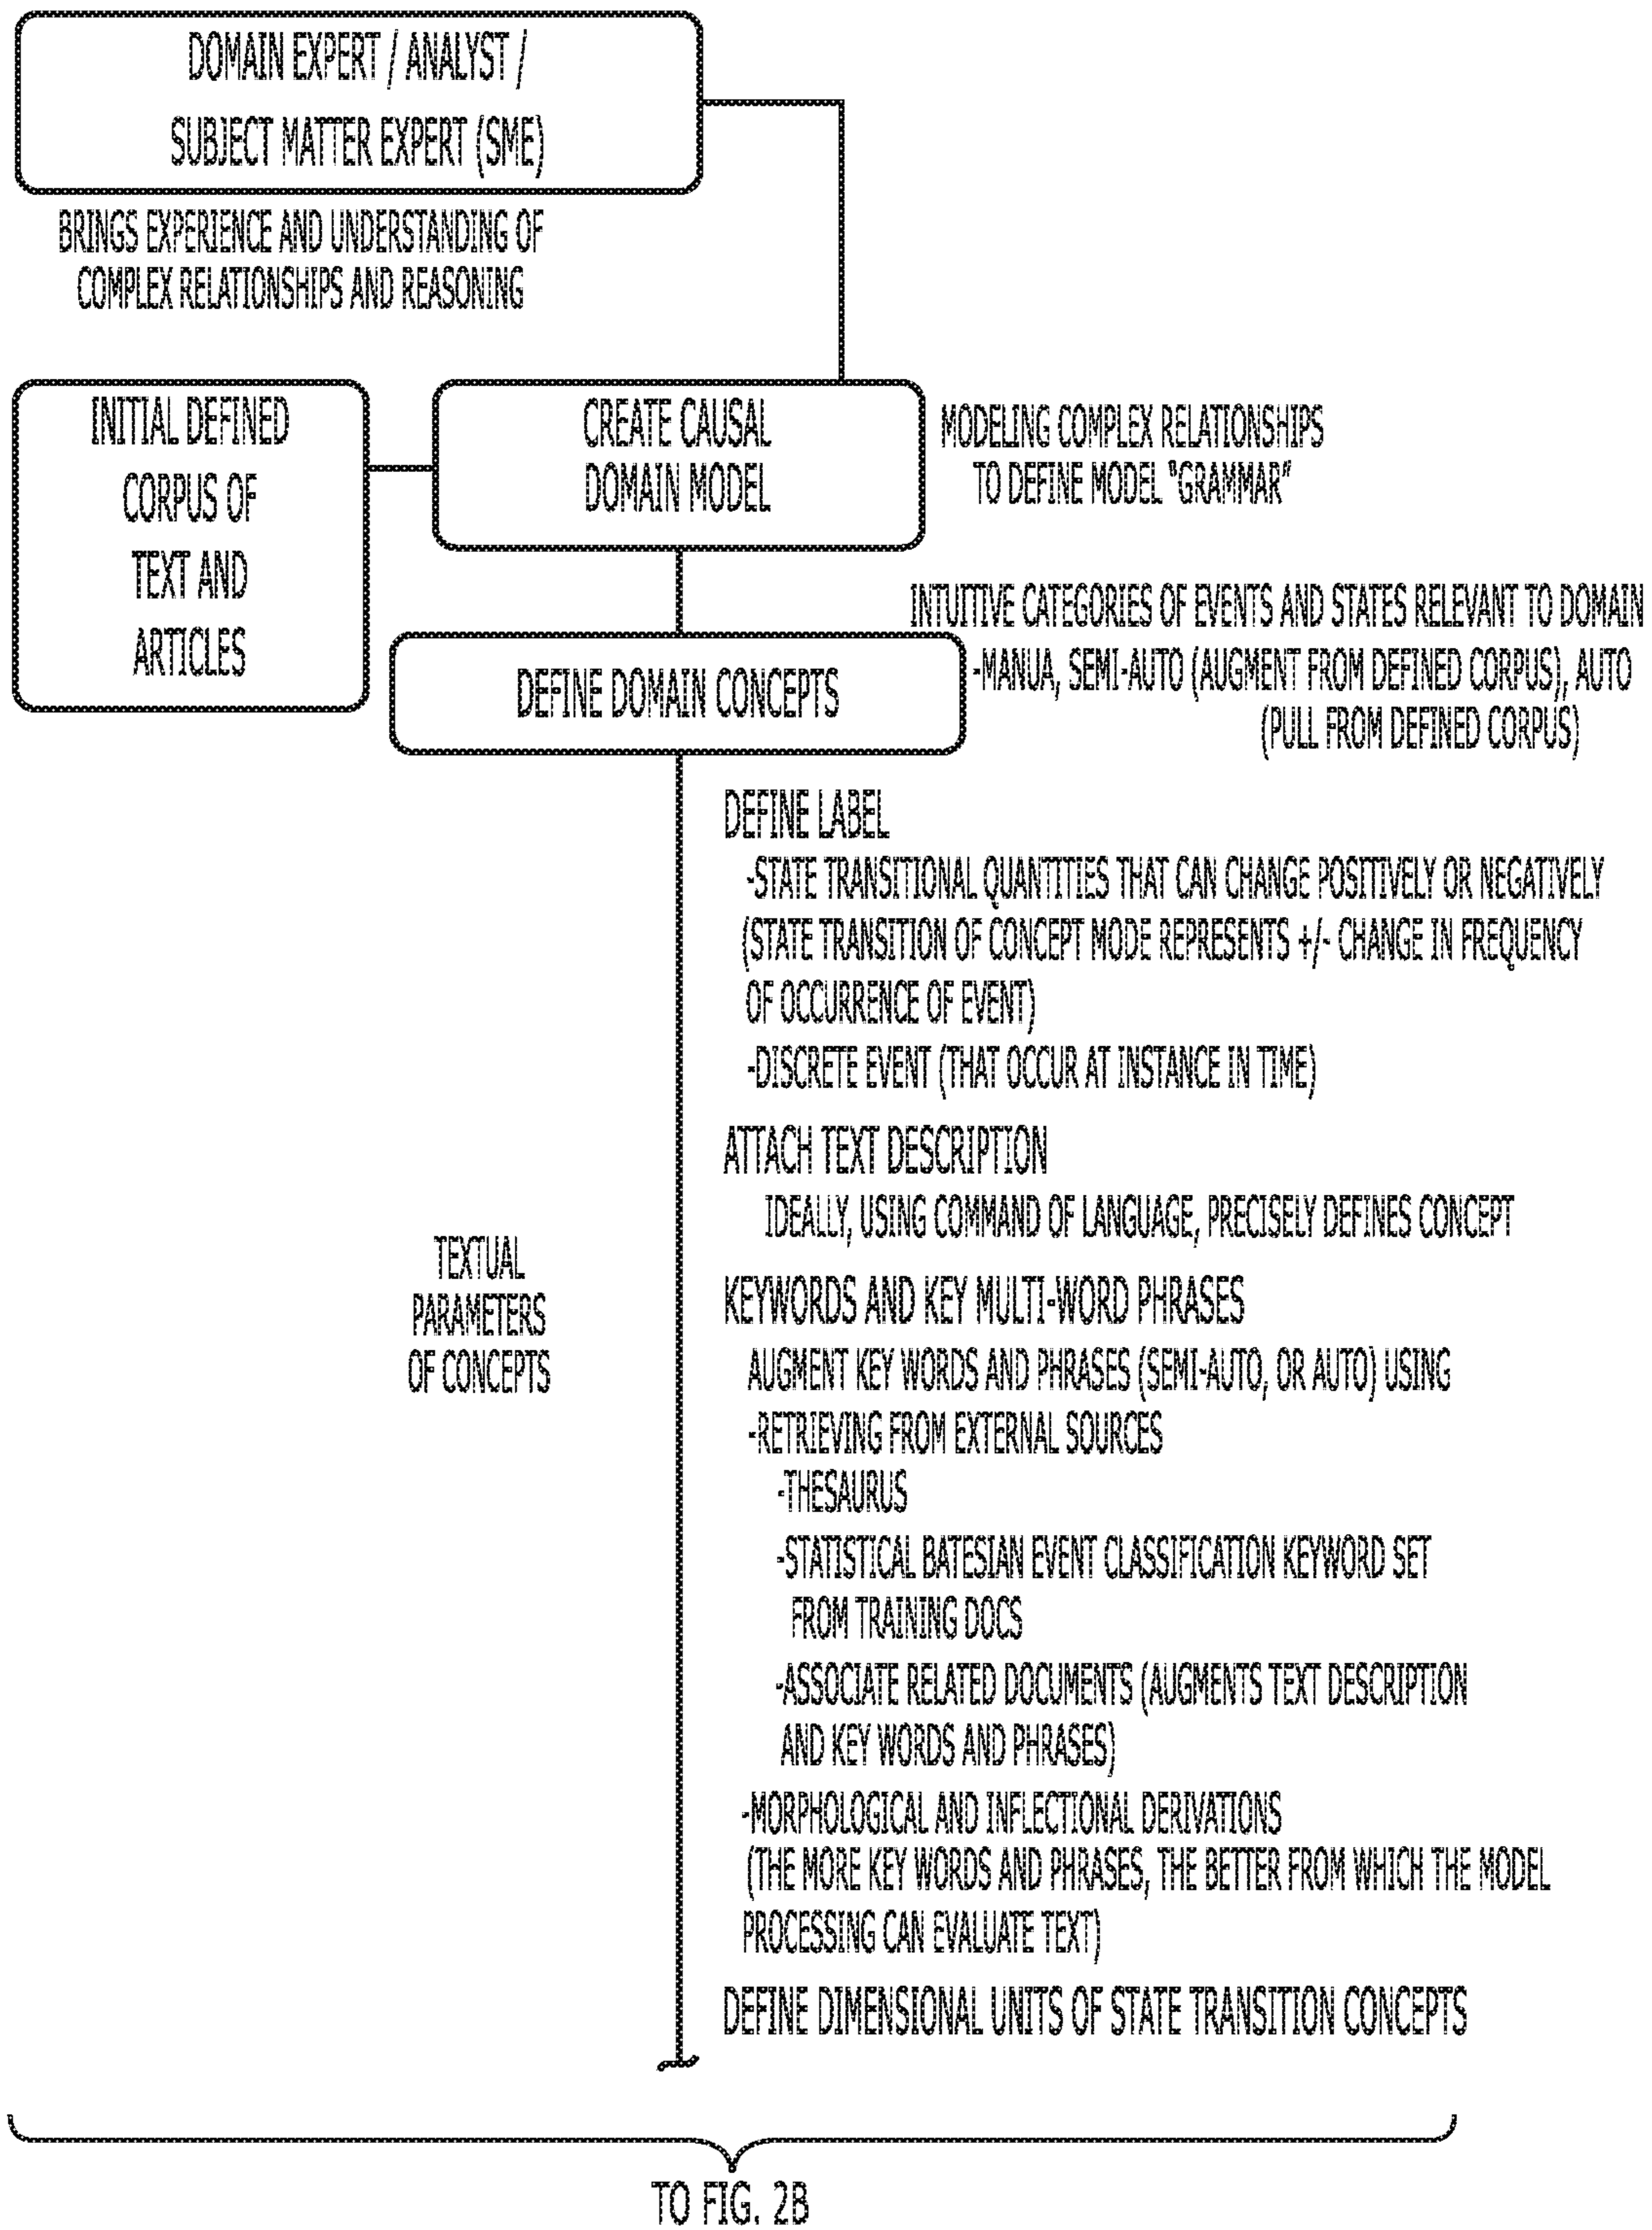 DOMAIN EXPERT / ANALYST /
SUBJECT MATTER EXPERT (SME)
BRINGS EXPERIENCE AND UNDERSTANDING OF
COMPLEX RELATIONSHIPS AND REASONING
INITIAL DEFINED
CORPUS OF
TEXT AND
ARTICLES
CREATE CAUSAL
DOMAIN MODEL
MODELING COMPLEX RELATIONSHIPS
TO DEFINE MODEL "GRAMMAR"
INTUITIVE CATEGORIES OF EVENTS AND STATES RELEVANT TO DOMAIN
DEFINE DOMAIN CONCEPTS
-MANUA, SEMI-AUTO (AUGMENT FROM DEFINED CORPUS), AUTO
(PULL FROM DEFINED CORPUS)
DEFINE LABEL
-STATE TRANSITIONAL QUANTITIES THAT CAN CHANGE POSITIVELY OR NEGATIVELY
(STATE TRANSITION OF CONCEPT MODE REPRESENTS +/- CHANGE IN FREQUENCY
OF OCCURRENCE OF EVENT)
-DISCRETE EVENT (THAT OCCUR AT INSTANCE IN TIME)
ATTACH TEXT DESCRIPTION
IDEALLY, USING COMMAND OF LANGUAGE, PRECISELY DEFINES CONCEPT
TEXTUAL
PARAMETERS
OF CONCEPTS
KEYWORDS AND KEY MULTI-WORD PHRASES
AUGMENT KEY WORDS AND PHRASES (SEMI-AUTO, OR AUTO) USING
-RETRIEVING FROM EXTERNAL SOURCES
-THESAURUS
-STATISTICAL BATESIAN EVENT CLASSIFICATION KEYWORD SET
FROM TRAINING DOCS
-ASSOCIATE RELATED DOCUMENTS (AUGMENTS TEXT DESCRIPTION
AND KEY WORDS AND PHRASES)
-MORPHOLOGICAL AND INFLECTIONAL DERIVATIONS
(THE MORE KEY WORDS AND PHRASES, THE BETTER FROM WHICH THE MODEL
PROCESSING CAN EVALUATE TEXT)
DEFINE DIMENSIONAL UNITS OF STATE TRANSITION CONCEPTS
TO FIG. 2B